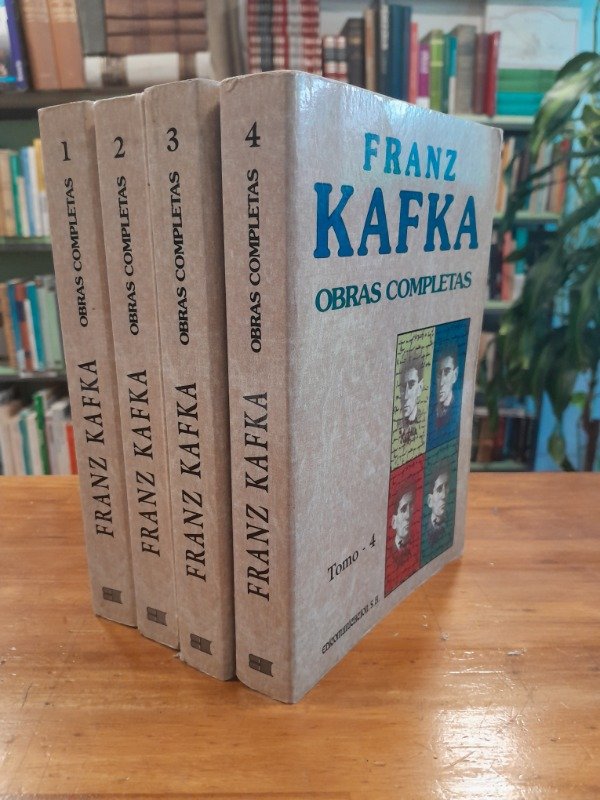 1
OBRAS COMPLETAS
FRANZ KAFKA
2
OBRAS COMPLETAS
FRANZ KAFKA
3
OBRAS COMPLETAS
FRANZ KAFKA
4
OBRAS COMPLETAS
FRANZ KAFKA
FRANZ
KAFKA
OBRAS COMPLETAS
Tomo - 4
EDICOMUNICACION, S. A.